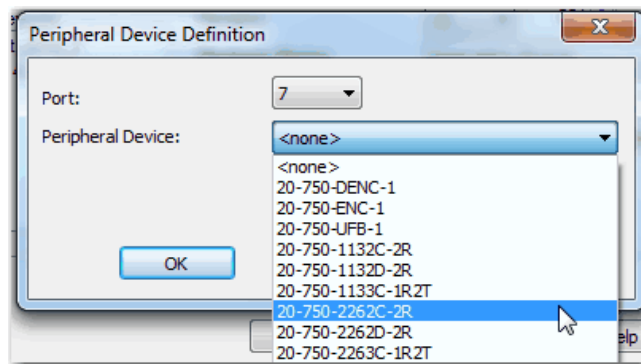 Peripheral Device Definition
Port:
7
Peripheral Device:
<none>
<none>
20-750-DENC-1
20-750-ENC-1
20-750-UFB-1
20-750-1132C-2R
20-750-1132D-2R
20-750-1133C-1R2T
20-750-2262C-2R
20-750-2262D-2R
20-750-2263C-1R2T
OK
elp